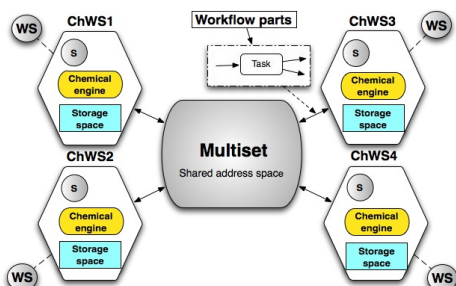 ChWS1
WS
S
Chemical
engine
Storage
space
Workflow parts
Task
ChWS3
WS
S
Chemical
engine
Storage
space
Multiset
Shared address space
ChWS2
S
Chemical
engine
Storage
space
WS
ChWS4
S
Chemical
engine
Storage
space
WS